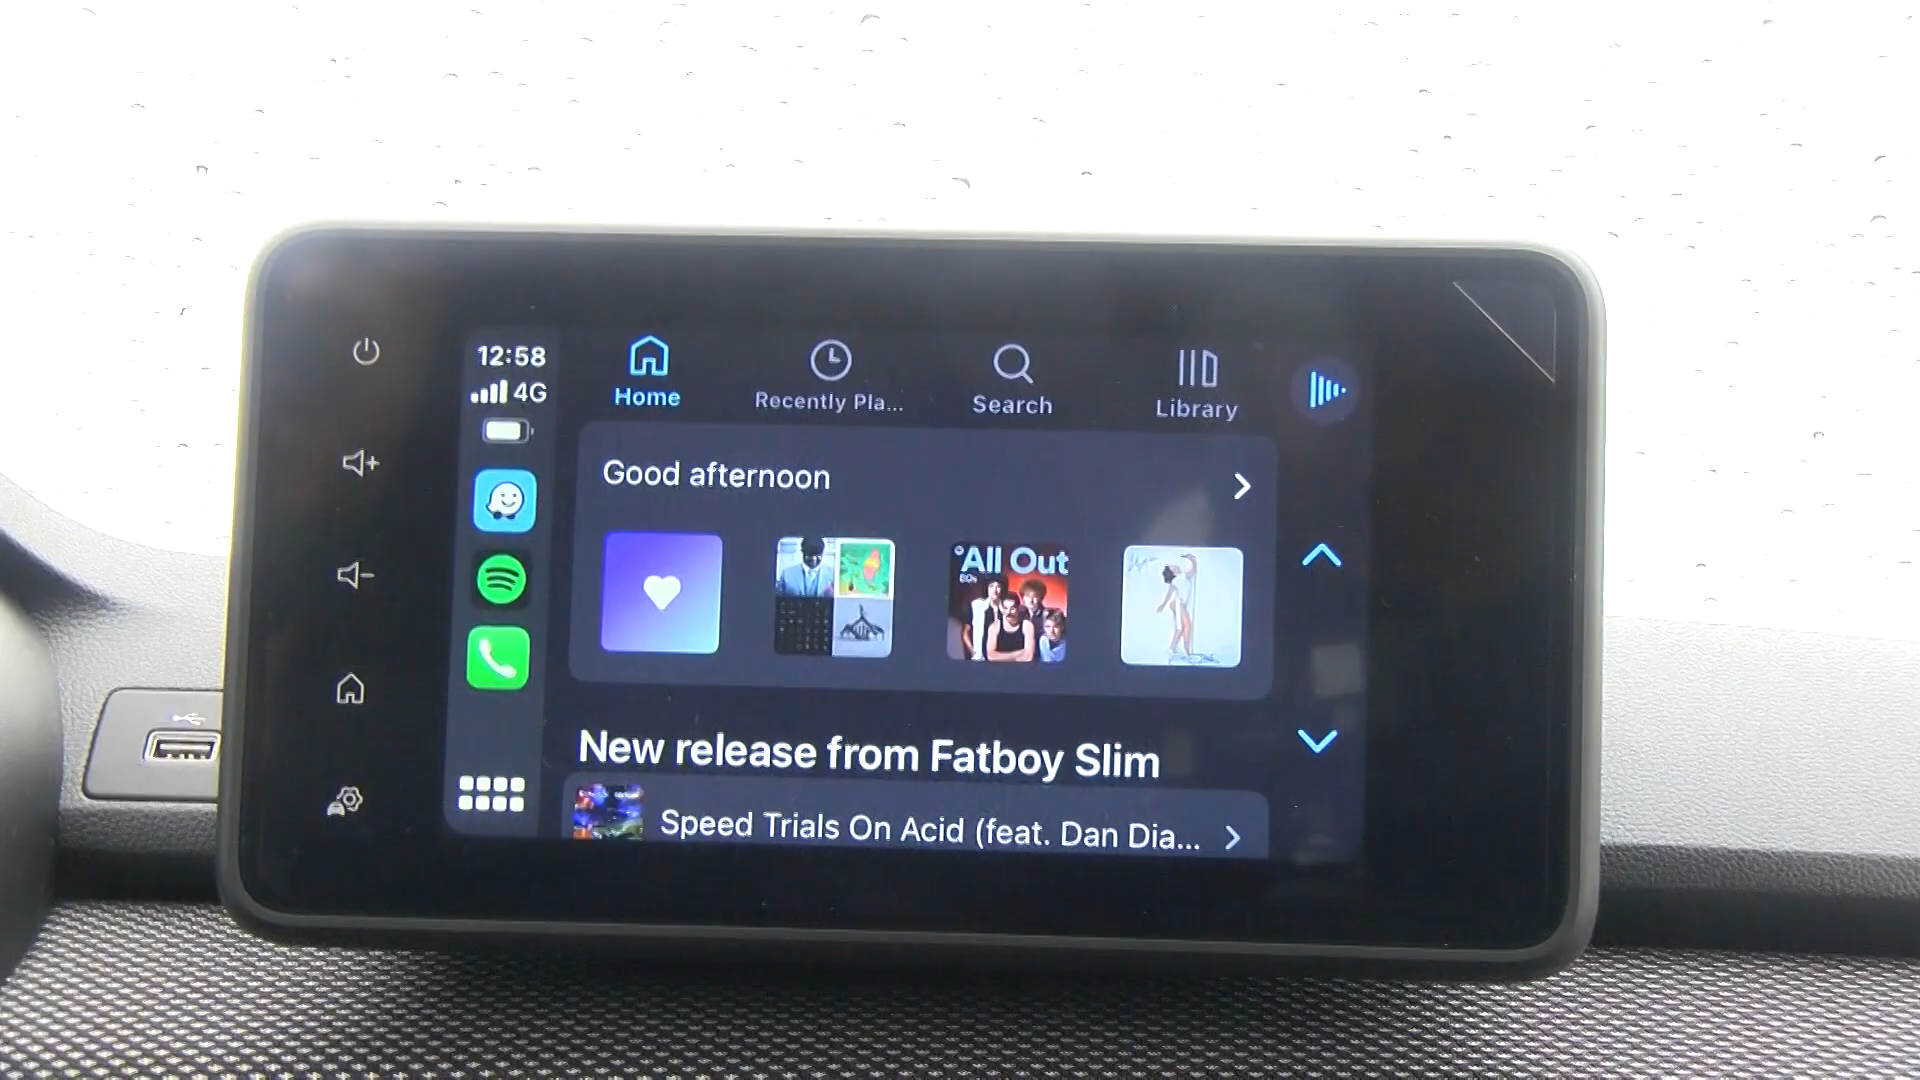 12:58
4G
Home
Recently Pla...
Search
Library
Good afternoon
All Out
80s
New release from Fatboy Slim
Speed Trials On Acid (feat. Dan Dia...